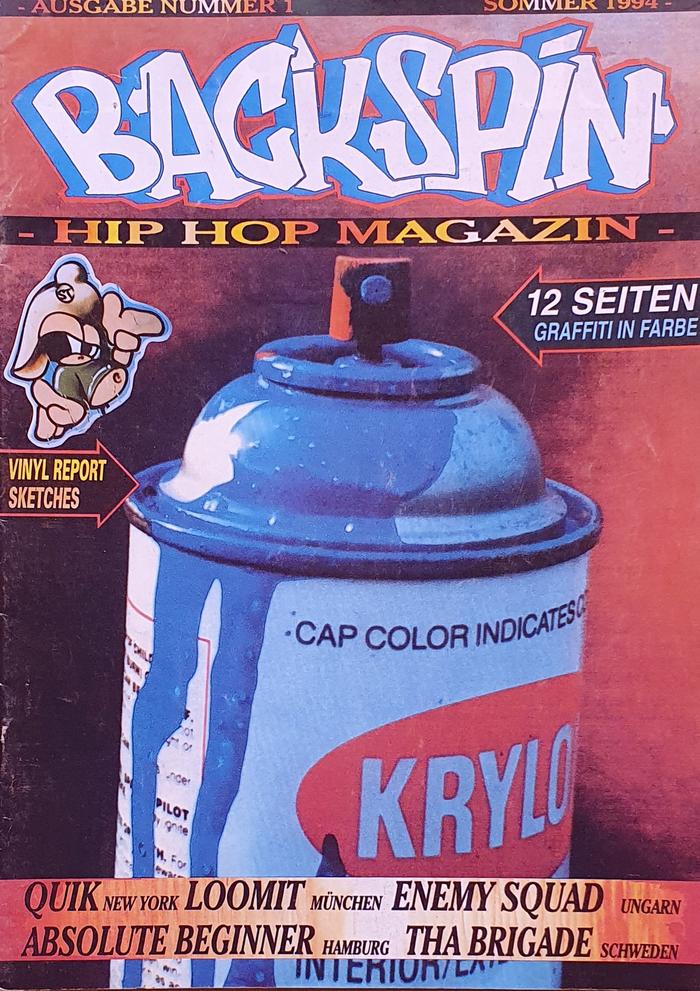 - AUSGABE NUMMER 1
SOMMER 1994 -
BACKSPIN
- HIP HOP MAGAZIN -
12 SEITEN
GRAFFITI IN FARBE
VINYL REPORT
SKETCHES
CAP COLOR INDICATES
KRYLO
PILOT
QUIK NEW YORK LOOMIT MÜNCHEN ENEMY SQUAD UNGARN
ABSOLUTE BEGINNER HAMBURG THA BRIGADE SCHWEDEN
INTERIOR/EX